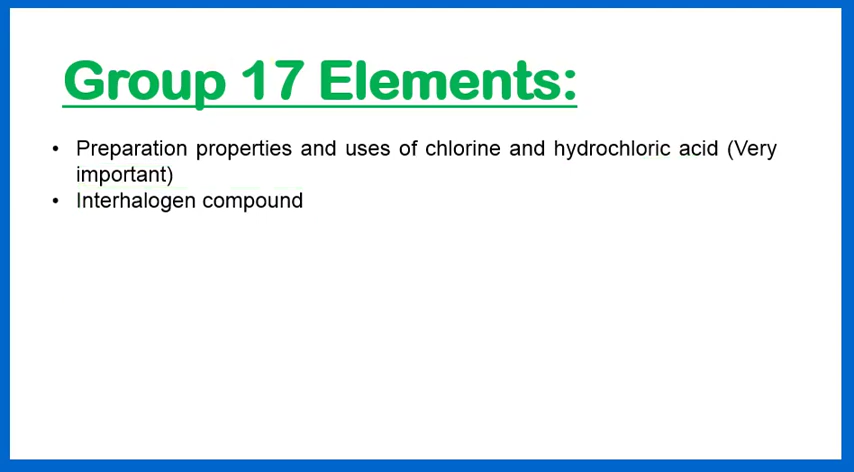 Group 17 Elements:
• Preparation properties and uses of chlorine and hydrochloric acid (Very
important)
• Interhalogen compound